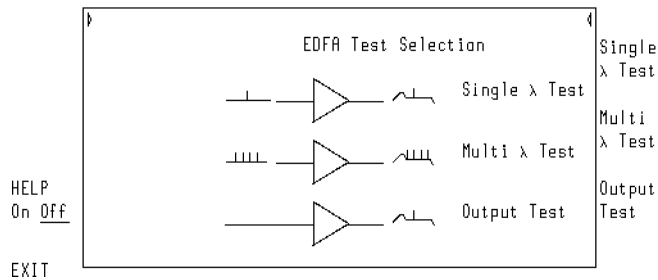 EDFA Test Selection
Single λ Test
Multi λ Test
Output Test
Single
λ Test
Multi
λ Test
Output
Test
HELP
On Off
EXIT